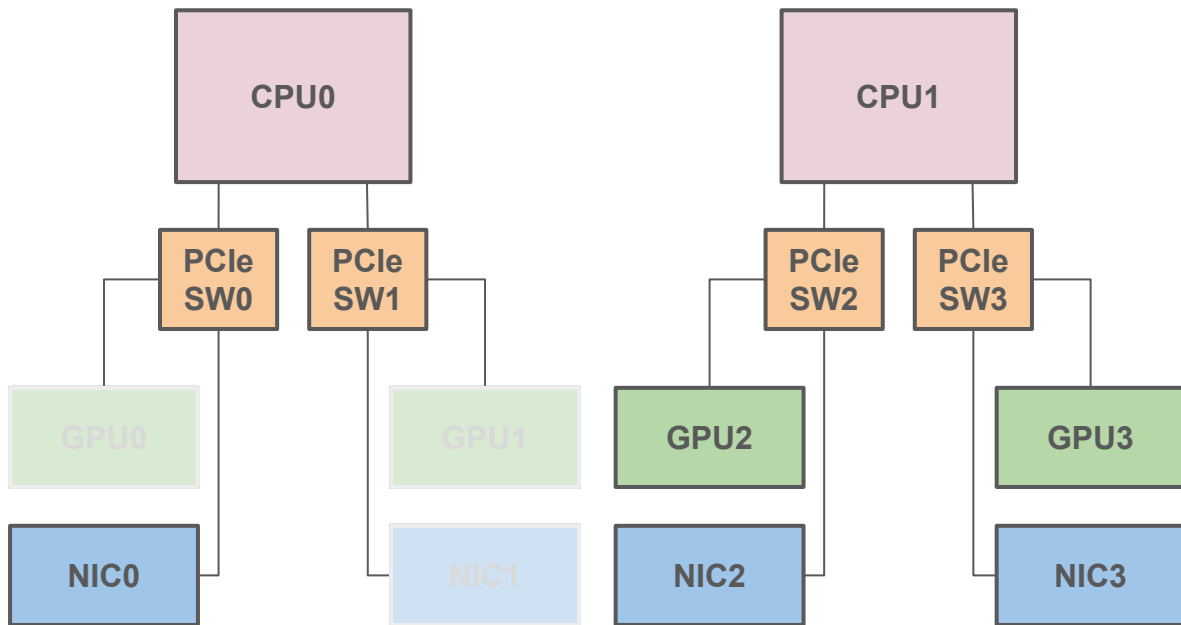 CPU0
CPU1
PCIe
SW0
PCIe
SW1
PCIe
SW2
PCIe
SW3
GPU0
GPU1
GPU2
GPU3
NIC0
NIC1
NIC2
NIC3